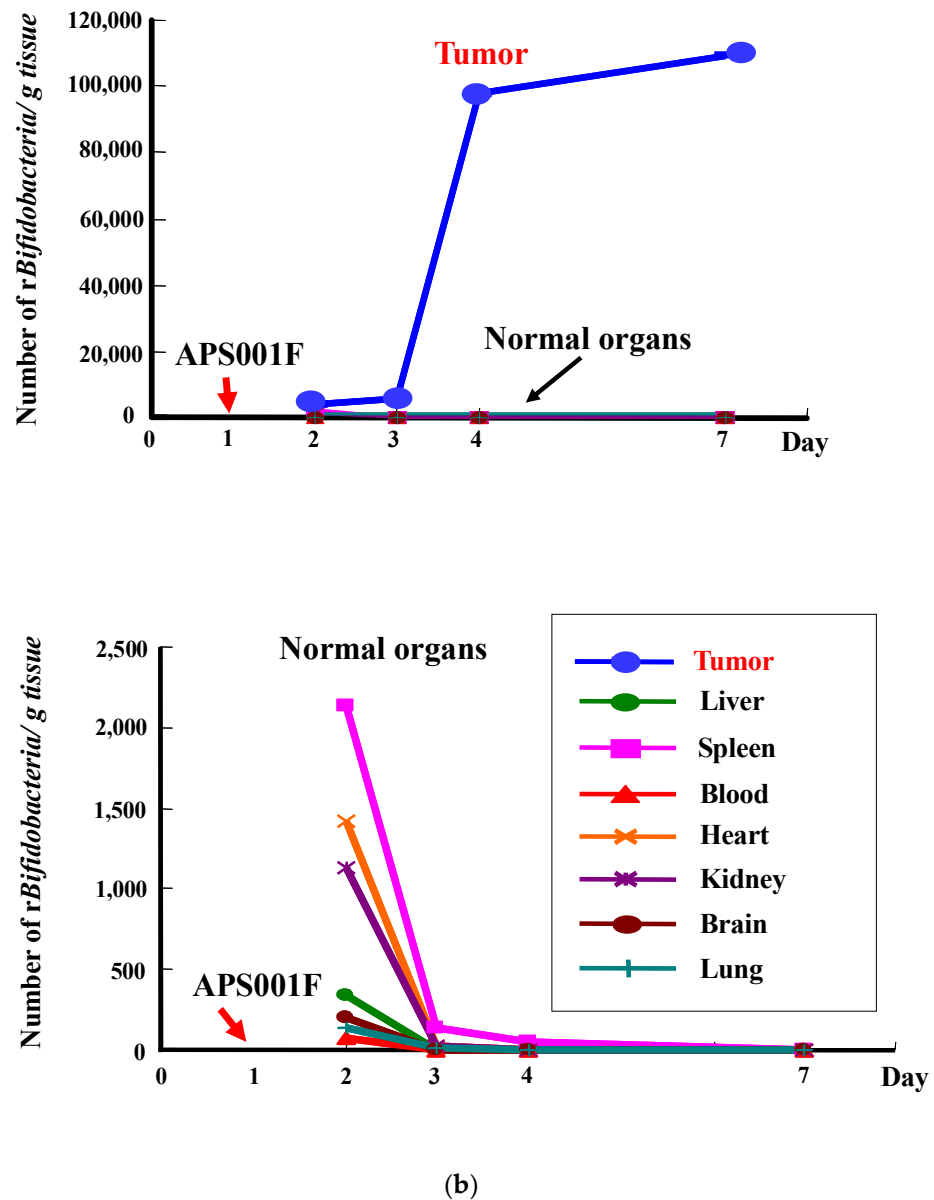 120,000
100,000
80,000
60,000
40,000
20,000
0
Number of rBifidobacteria/ g tissue
Tumor
APS001F
Normal organs
0 1 2 3 4 7 Day
2,500
2,000
1,500
1,000
500
0
Number of rBifidobacteria/ g tissue
Normal organs
APS001F
Tumor
Liver
Spleen
Blood
Heart
Kidney
Brain
Lung
0 1 2 3 4 7 Day
(b)